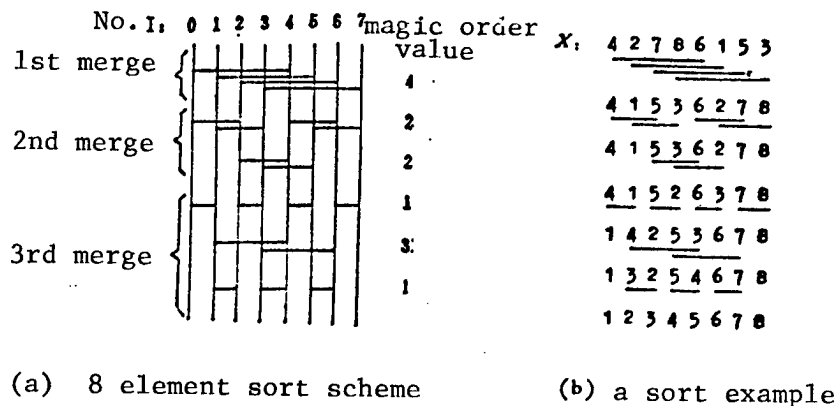 No. I: 0 1 2 3 4 5 6 7 magic order
value
1st merge
4
2nd merge
2
2
1
3rd merge
3:
1
(a) 8 element sort scheme
X: 4 2 7 8 6 1 5 3
4 1 5 3 6 2 7 8
4 1 5 3 6 2 7 8
4 1 5 2 6 3 7 8
1 4 2 5 3 6 7 8
1 3 2 5 4 6 7 8
1 2 3 4 5 6 7 8
(b) a sort example